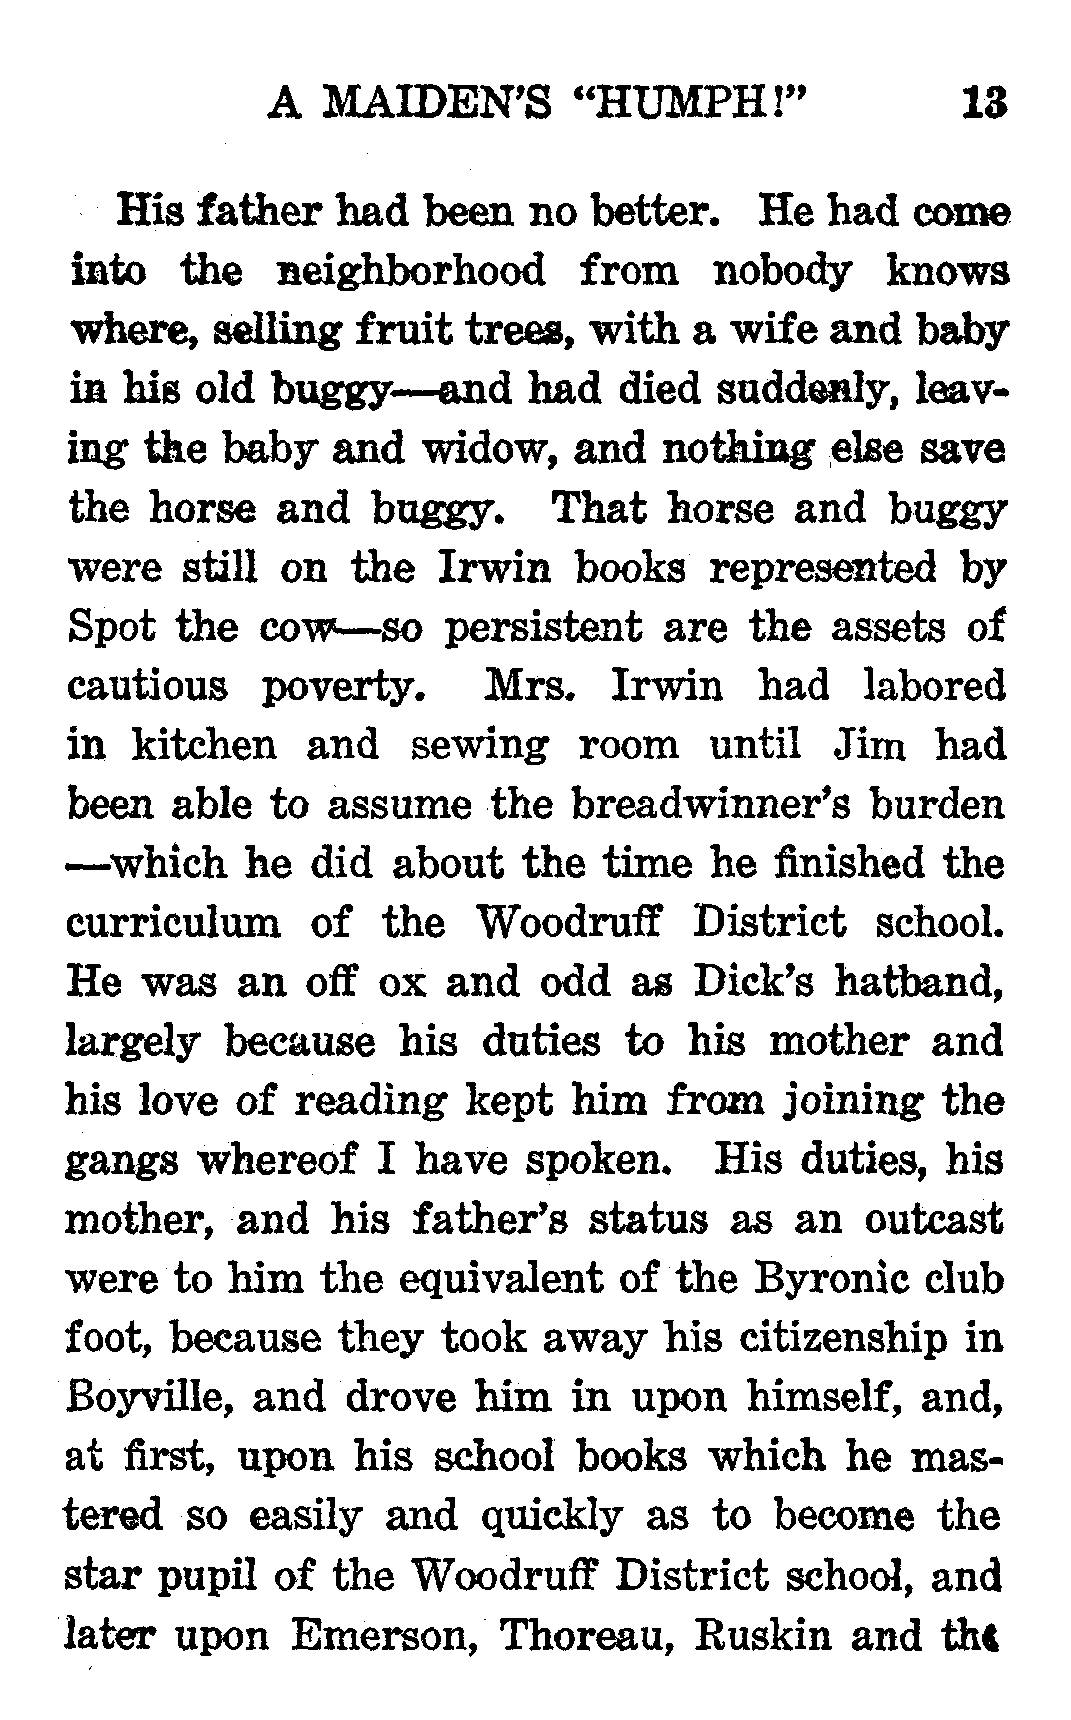 A MAIDEN'S "HUMPH!" 13
His father had been no better. He had come
into the neighborhood from nobody knows
where, selling fruit trees, with a wife and baby
in his old buggy—and had died suddenly, leav-
ing the baby and widow, and nothing else save
the horse and buggy. That horse and buggy
were still on the Irwin books represented by
Spot the cow—so persistent are the assets of
cautious poverty. Mrs. Irwin had labored
in kitchen and sewing room until Jim had
been able to assume the breadwinner's burden
—which he did about the time he finished the
curriculum of the Woodruff District school.
He was an off ox and odd as Dick's hatband,
largely because his duties to his mother and
his love of reading kept him from joining the
gangs whereof I have spoken. His duties, his
mother, and his father's status as an outcast
were to him the equivalent of the Byronic club
foot, because they took away his citizenship in
Boyville, and drove him in upon himself, and,
at first, upon his school books which he mas-
tered so easily and quickly as to become the
star pupil of the Woodruff District school, and
later upon Emerson, Thoreau, Ruskin and the